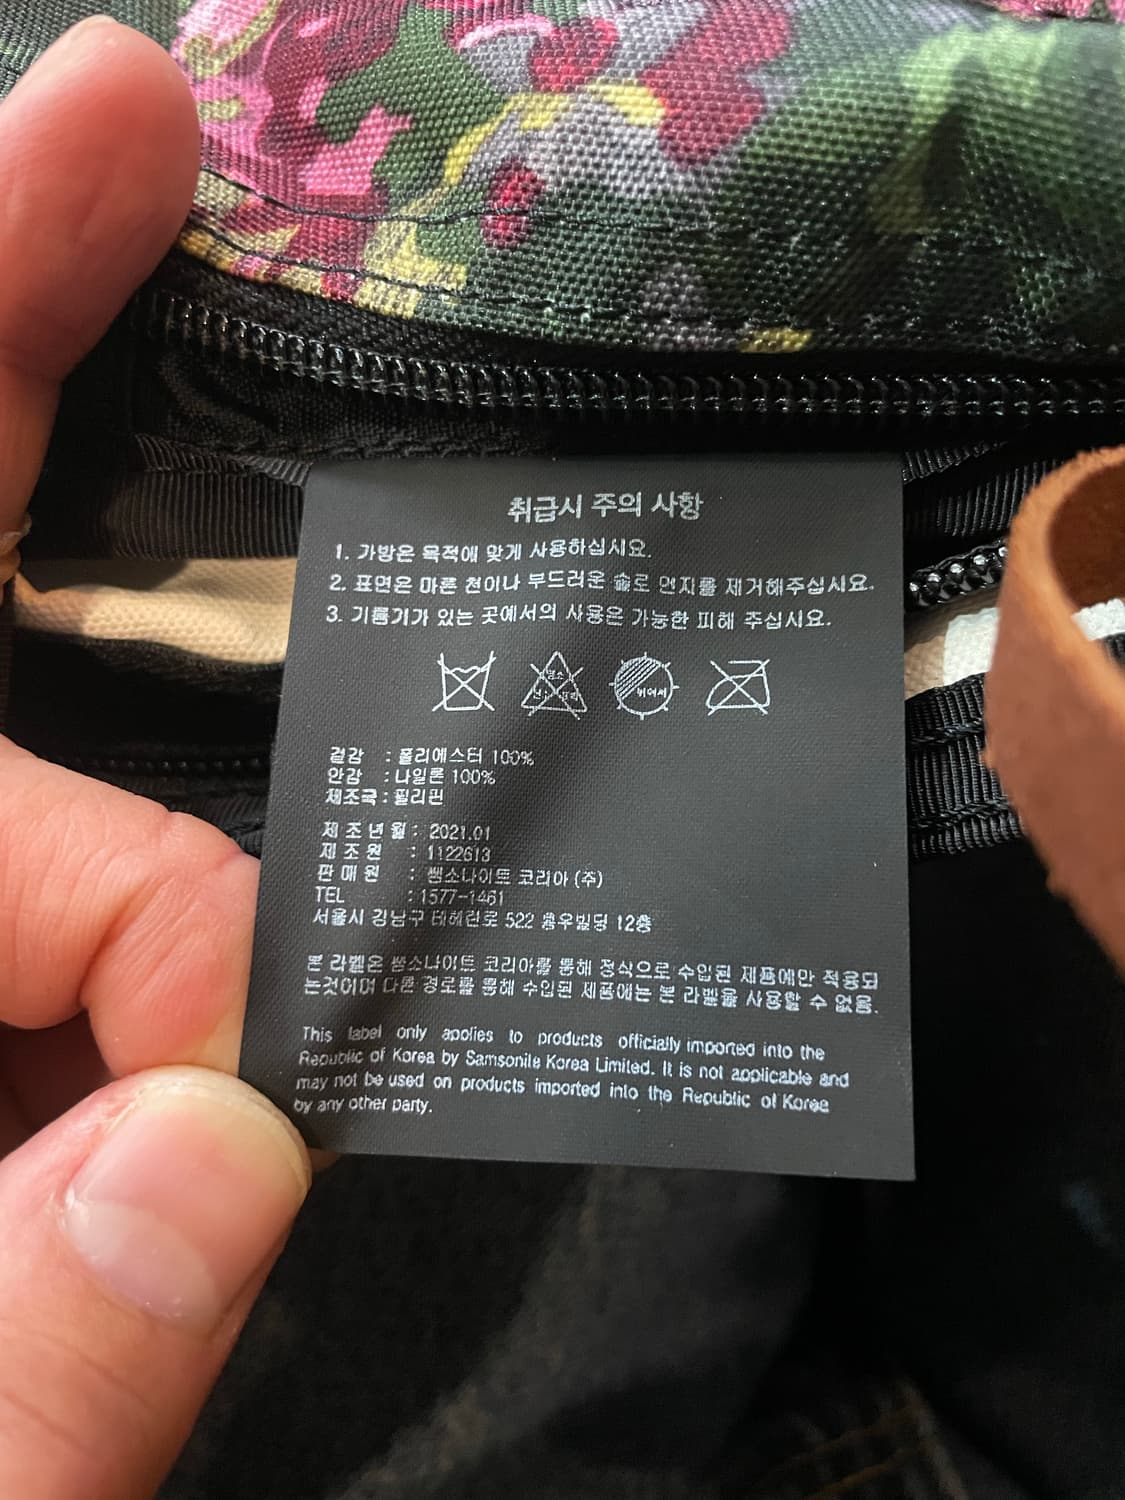 취급시 주의 사항
1. 가방은 목적에 맞게 사용하십시요.
2. 표면은 마른 천이나 부드러운 솔로 먼지를 제거해주십시요.
3. 기름기가 있는 곳에서의 사용은 가능한 피해 주십시요.
염소 뉘어서
겉감 : 폴리에스터 100%
안감 : 나일론 100%
제조국 : 필리핀
제 조 년 월 : 2021.01
제 조 원 : 1122613
판 매 원 : 쌤소나이트 코리아 (주)
TEL : 1577-1461
서울시 강남구 테헤란로 522 홍우빌딩 12층
본 라벨은 쌤소나이트 코리아를 통해 정식으로 수입된 제품에만 적용되
는것이며 다른 경로를 통해 수입된 제품에는 본 라벨을 사용할 수 없음.
This label only applies to products officially imported into the
Republic of Korea by Samsonite Korea Limited. It is not applicable and
may not be used on products imported into the Republic of Korea
by any other party.